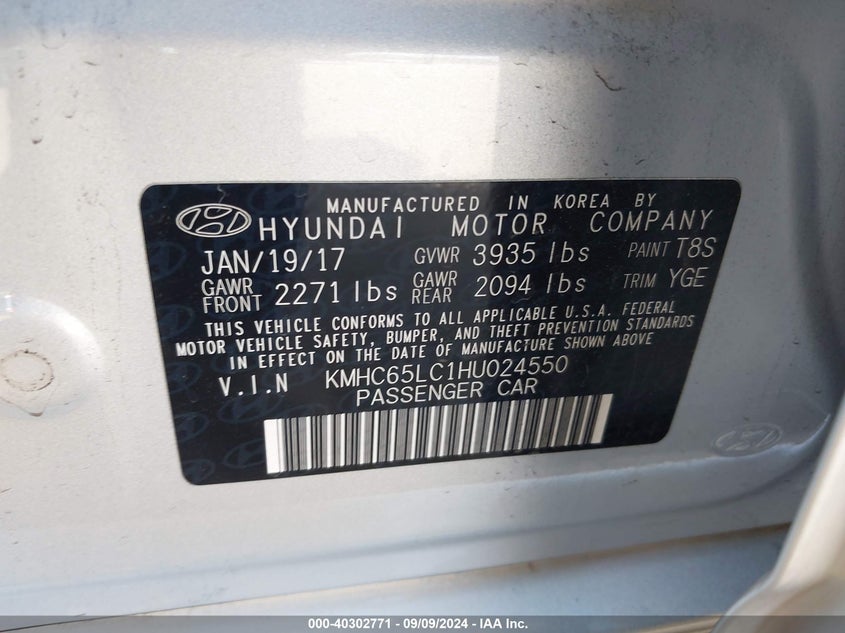 MANUFACTURED IN KOREA BY
HYUNDAI MOTOR COMPANY
JAN/19/17 GVWR 3935 lbs PAINT T8S
GAWR FRONT 2271 lbs GAWR REAR 2094 lbs TRIM YGE
THIS VEHICLE CONFORMS TO ALL APPLICABLE U.S.A. FEDERAL
MOTOR VEHICLE SAFETY, BUMPER, AND THEFT PREVENTION STANDARDS
IN EFFECT ON THE DATE OF MANUFACTURE SHOWN ABOVE
V.I.N KMHC65LC1HU024550
PASSENGER CAR
000-40302771 - 09/09/2024 - IAA Inc.